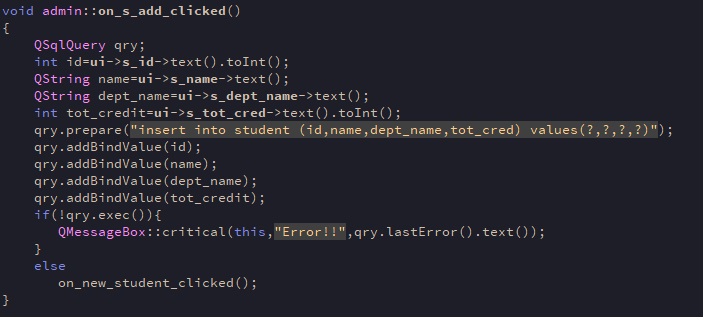 void admin::on_s_add_clicked()
{
    QSqlQuery qry;
    int id=ui->s_id->text().toInt();
    QString name=ui->s_name->text();
    QString dept_name=ui->s_dept_name->text();
    int tot_credit=ui->s_tot_cred->text().toInt();
    qry.prepare("insert into student (id,name,dept_name,tot_cred) values(?,?,?,?)");
    qry.addBindValue(id);
    qry.addBindValue(name);
    qry.addBindValue(dept_name);
    qry.addBindValue(tot_credit);
    if(!qry.exec()){
        QMessageBox::critical(this,"Error!!",qry.lastError().text());
    }
    else
        on_new_student_clicked();
}